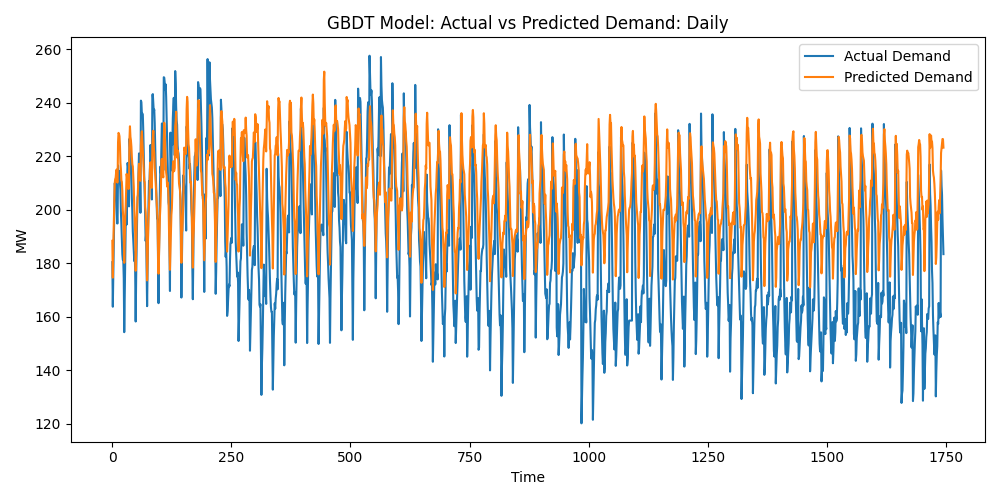 GBDT Model: Actual vs Predicted Demand: Daily
Actual Demand
Predicted Demand
260
240
220
200
180
160
140
120
MW
0 250 500 750 1000 1250 1500 1750
Time